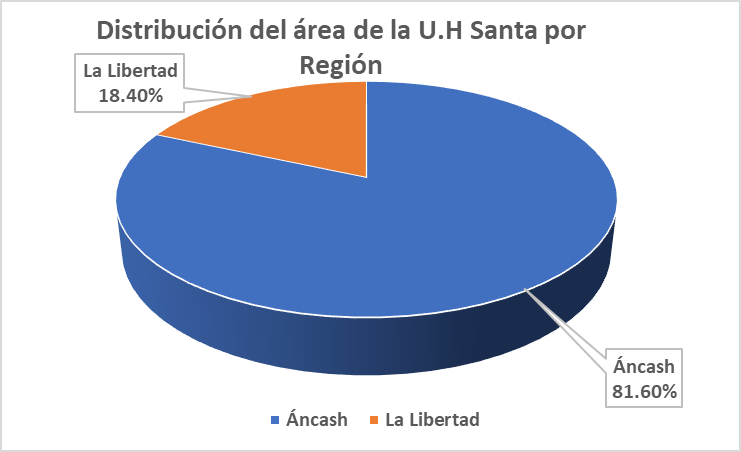 Distribución del área de la U.H Santa por
Región
La Libertad
18.40%
Áncash
81.60%
Áncash La Libertad